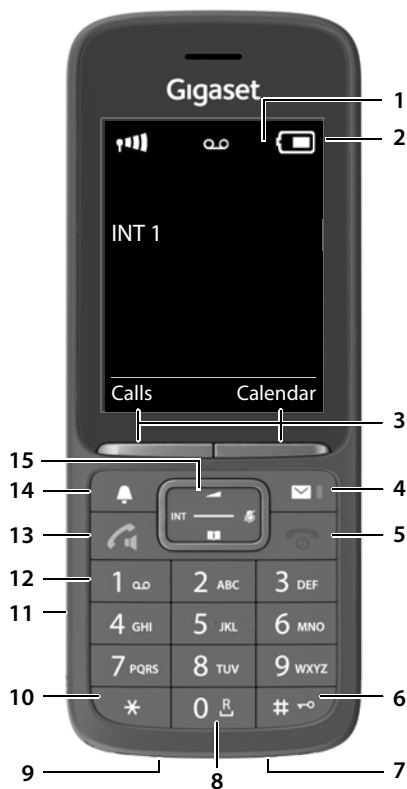 Gigaset
1
2
INT 1
Calls Calendar
3
15
14
4
INT
13
5
12
1 2 ABC 3 DEF
11
4 GHI 5 JKL 6 MNO
7 PQRS 8 TUV 9 WXYZ
10
* 0 R #
6
9
8
7